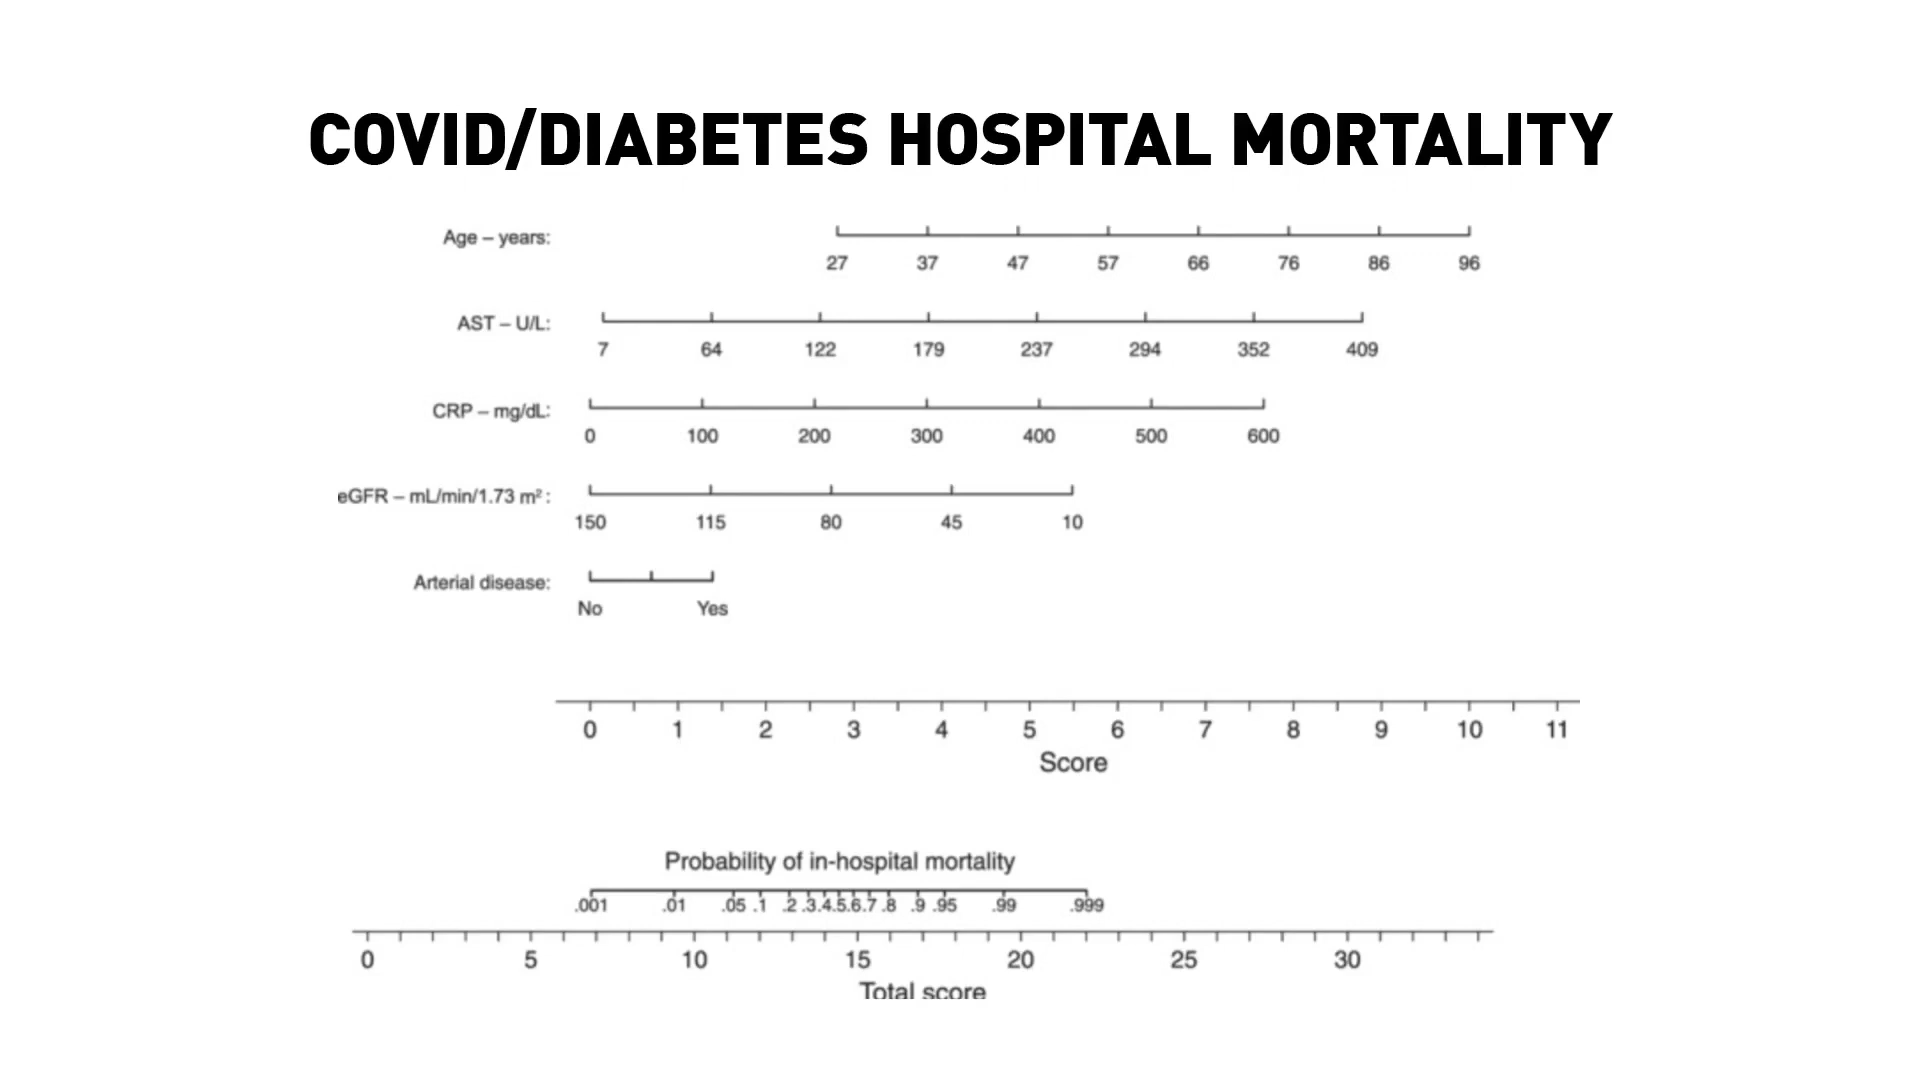 COVID/DIABETES HOSPITAL MORTALITY
Age – years:
27 37 47 57 66 76 86 96
AST – U/L:
7 64 122 179 237 294 352 409
CRP – mg/dL:
0 100 200 300 400 500 600
eGFR – mL/min/1.73 m²:
150 115 80 45 10
Arterial disease:
No Yes
0 1 2 3 4 5 6 7 8 9 10 11
Score
Probability of in-hospital mortality
.001 .01 .05 .1 .2 .3 .4 .5 .6 .7 .8 .9 .95 .99 .999
0 5 10 15 20 25 30
Total score